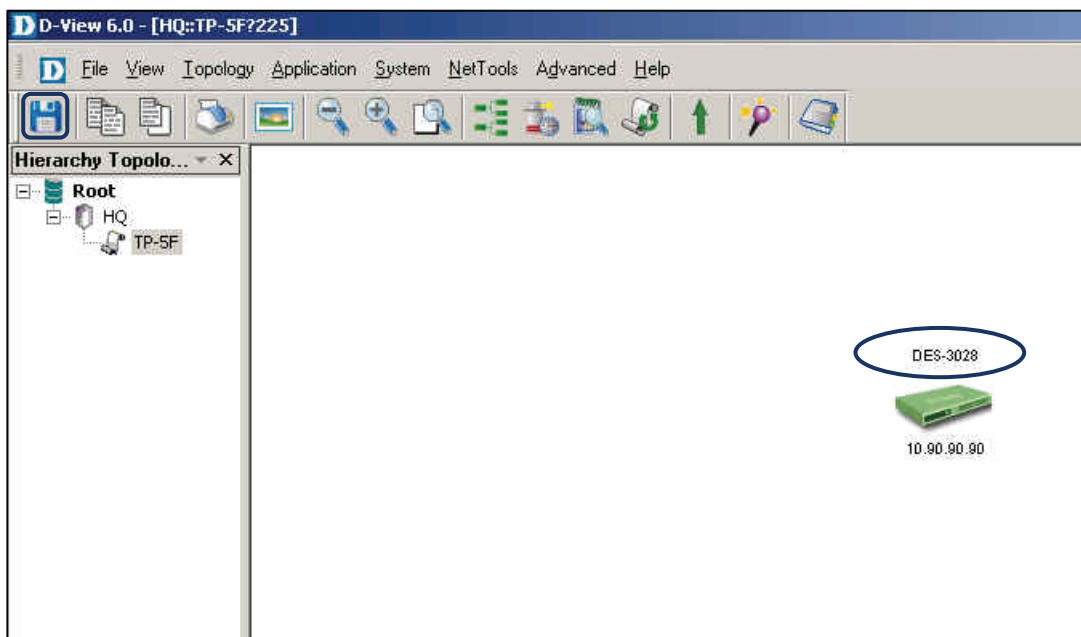 D-View 6.0 - [HQ::TP-5F?225]
File View Topology Application System NetTools Advanced Help
Hierarchy Topolo...
Root
HQ
TP-5F
DES-3028
10.90.90.90